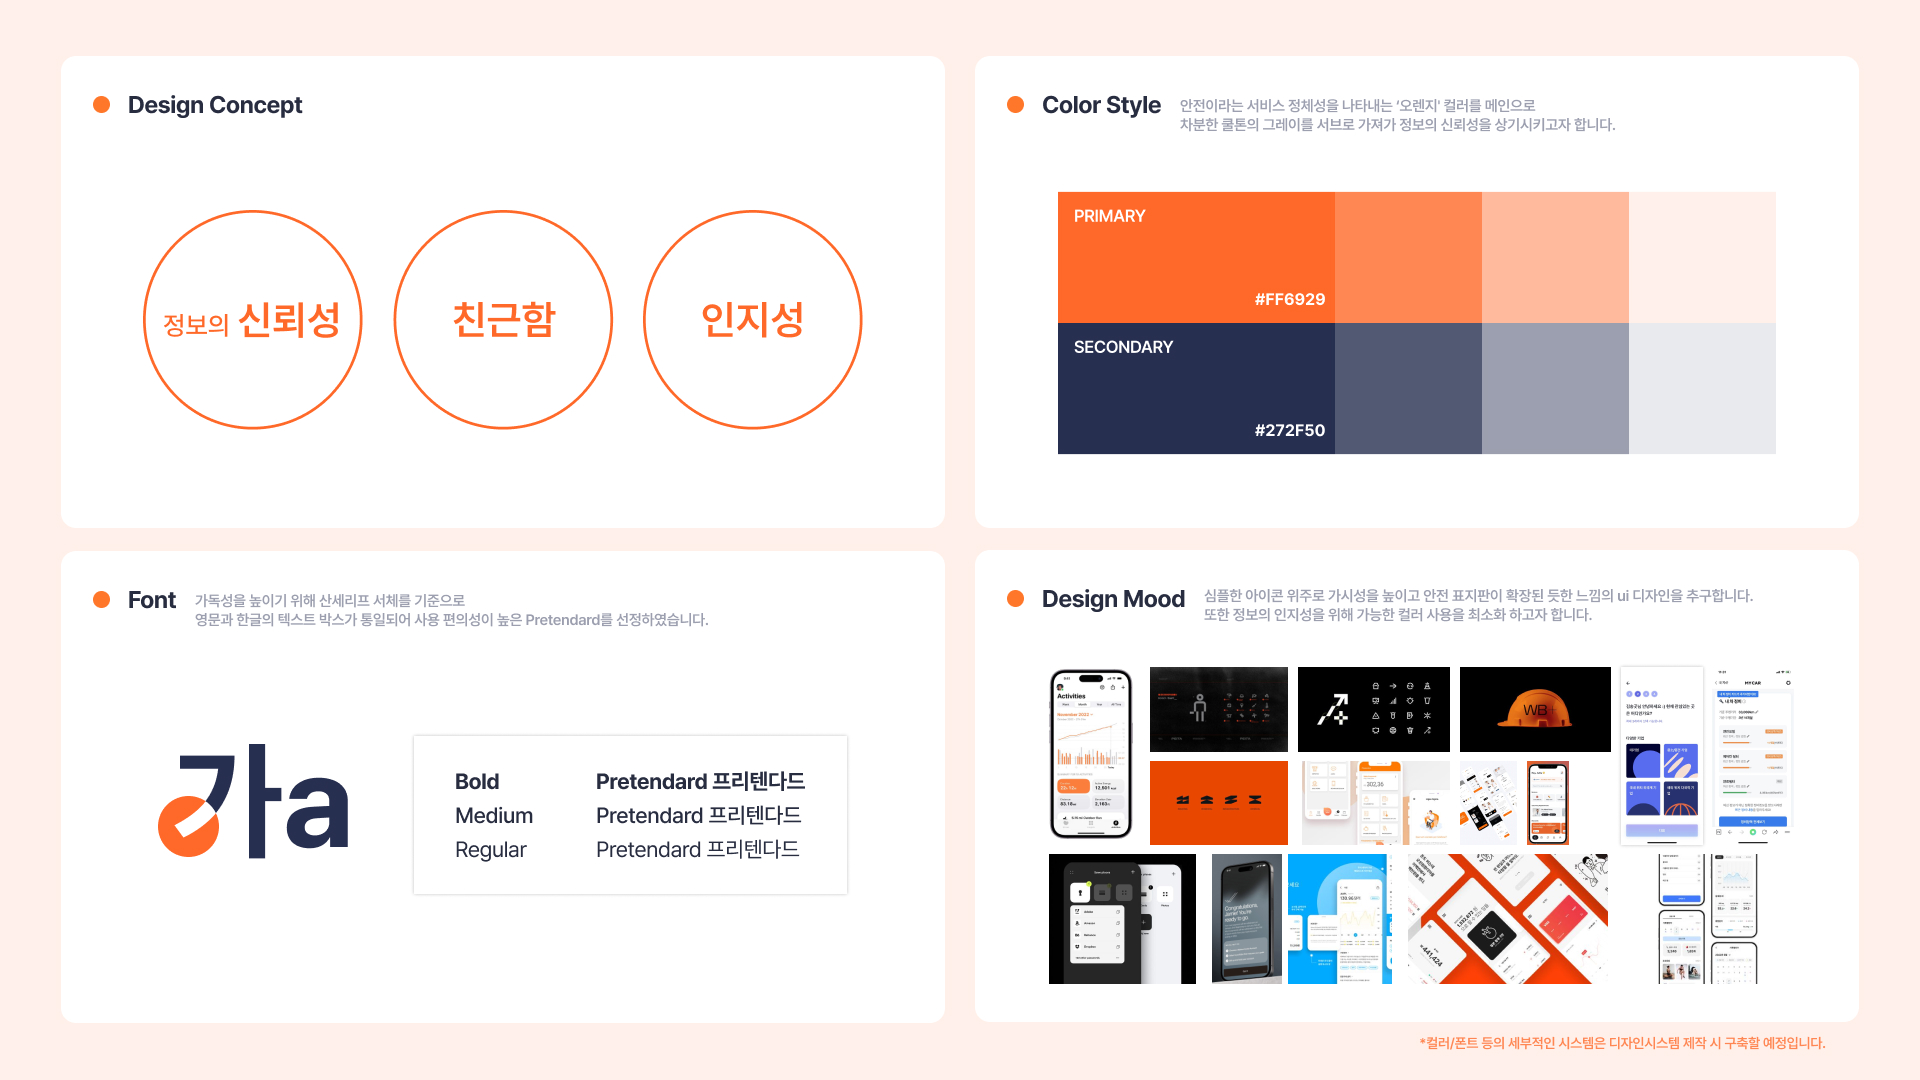 Design Concept
정보의 신뢰성
친근함
인지성
Color Style
안전이라는 서비스 정체성을 나타내는 ‘오렌지' 컬러를 메인으로
차분한 쿨톤의 그레이를 서브로 가져가 정보의 신뢰성을 상기시키고자 합니다.
PRIMARY
#FF6929
SECONDARY
#272F50
Font
가독성을 높이기 위해 산세리프 서체를 기준으로
영문과 한글의 텍스트 박스가 통일되어 사용 편의성이 높은 Pretendard를 선정하였습니다.
가a
Bold Pretendard 프리텐다드
Medium Pretendard 프리텐다드
Regular Pretendard 프리텐다드
Design Mood
심플한 아이콘 위주로 가시성을 높이고 안전 표지판이 확장된 듯한 느낌의 ui 디자인을 추구합니다.
또한 정보의 인지성을 위해 가능한 컬러 사용을 최소화 하고자 합니다.
Activities
WB
MYCAR
302,36
Congratulations,
ready to go.
*컬러/폰트 등의 세부적인 시스템은 디자인시스템 제작 시 구축할 예정입니다.